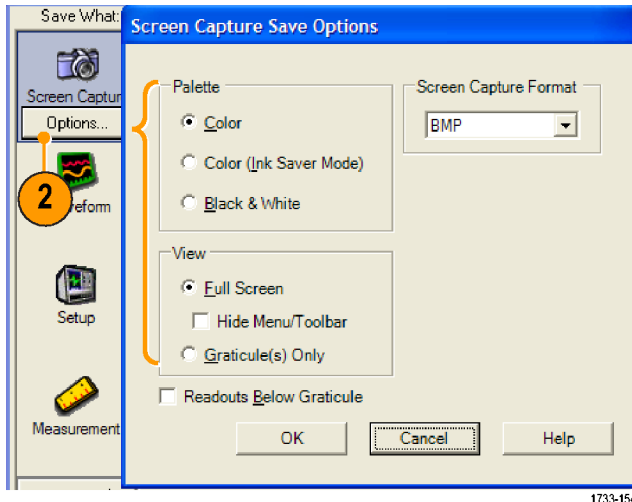 Save What:
Screen Capture Save Options
Screen Captur
Options...
2
eform
Setup
Measurement
Palette
Color
Color (Ink Saver Mode)
Black & White
Screen Capture Format
BMP
View
Full Screen
Hide Menu/Toolbar
Graticule(s) Only
Readouts Below Graticule
OK
Cancel
Help